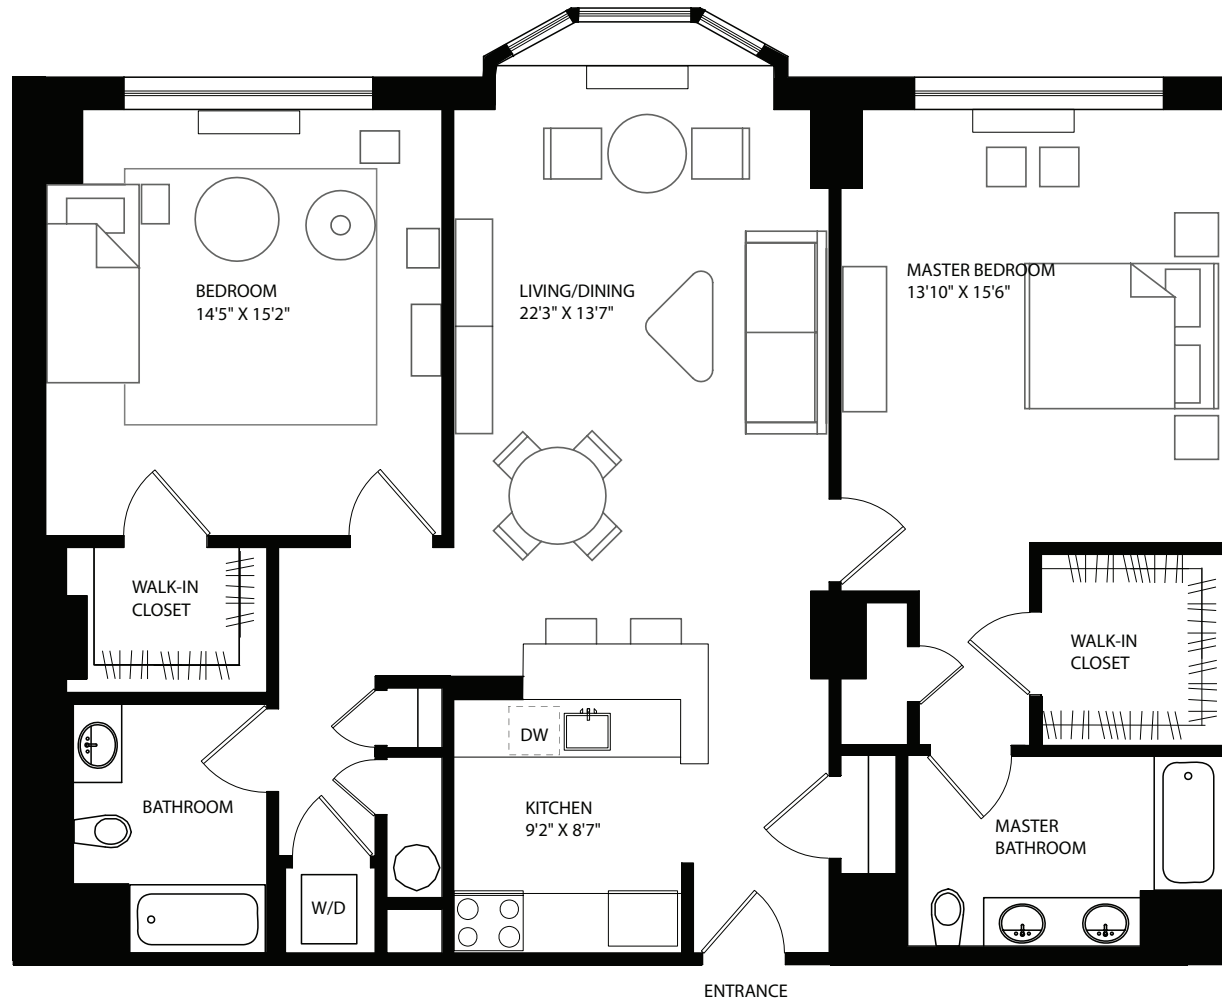 BEDROOM
14'5" X 15'2"
LIVING/DINING
22'3" X 13'7"
MASTER BEDROOM
13'10" X 15'6"
WALK-IN
CLOSET
WALK-IN
CLOSET
DW
BATHROOM
KITCHEN
9'2" X 8'7"
MASTER
BATHROOM
W/D
ENTRANCE